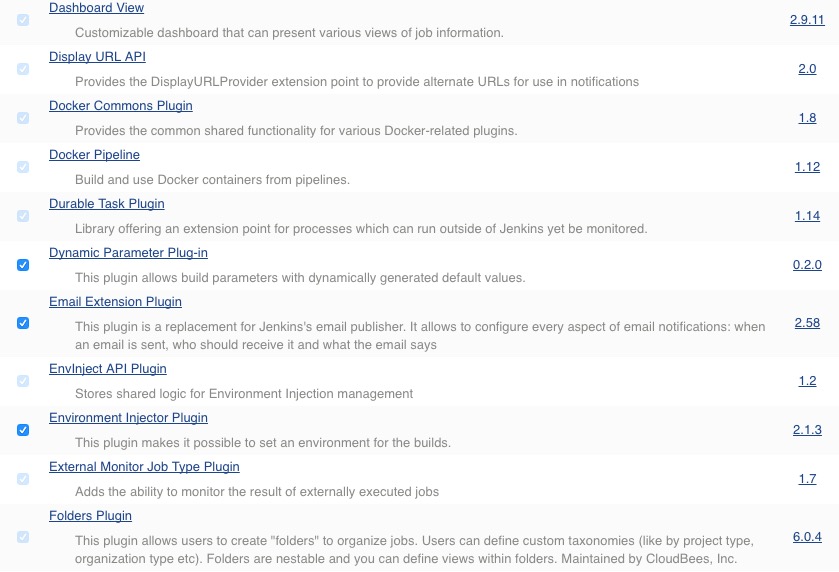 Dashboard View
Customizable dashboard that can present various views of job information.
2.9.11
Display URL API
Provides the DisplayURLProvider extension point to provide alternate URLs for use in notifications
2.0
Docker Commons Plugin
Provides the common shared functionality for various Docker-related plugins.
1.8
Docker Pipeline
Build and use Docker containers from pipelines.
1.12
Durable Task Plugin
Library offering an extension point for processes which can run outside of Jenkins yet be monitored.
1.14
Dynamic Parameter Plug-in
This plugin allows build parameters with dynamically generated default values.
0.2.0
Email Extension Plugin
This plugin is a replacement for Jenkins's email publisher. It allows to configure every aspect of email notifications: when
an email is sent, who should receive it and what the email says
2.58
EnvInject API Plugin
Stores shared logic for Environment Injection management
1.2
Environment Injector Plugin
This plugin makes it possible to set an environment for the builds.
2.1.3
External Monitor Job Type Plugin
Adds the ability to monitor the result of externally executed jobs
1.7
Folders Plugin
This plugin allows users to create "folders" to organize jobs. Users can define custom taxonomies (like by project type,
organization type etc). Folders are nestable and you can define views within folders. Maintained by CloudBees, Inc.
6.0.4